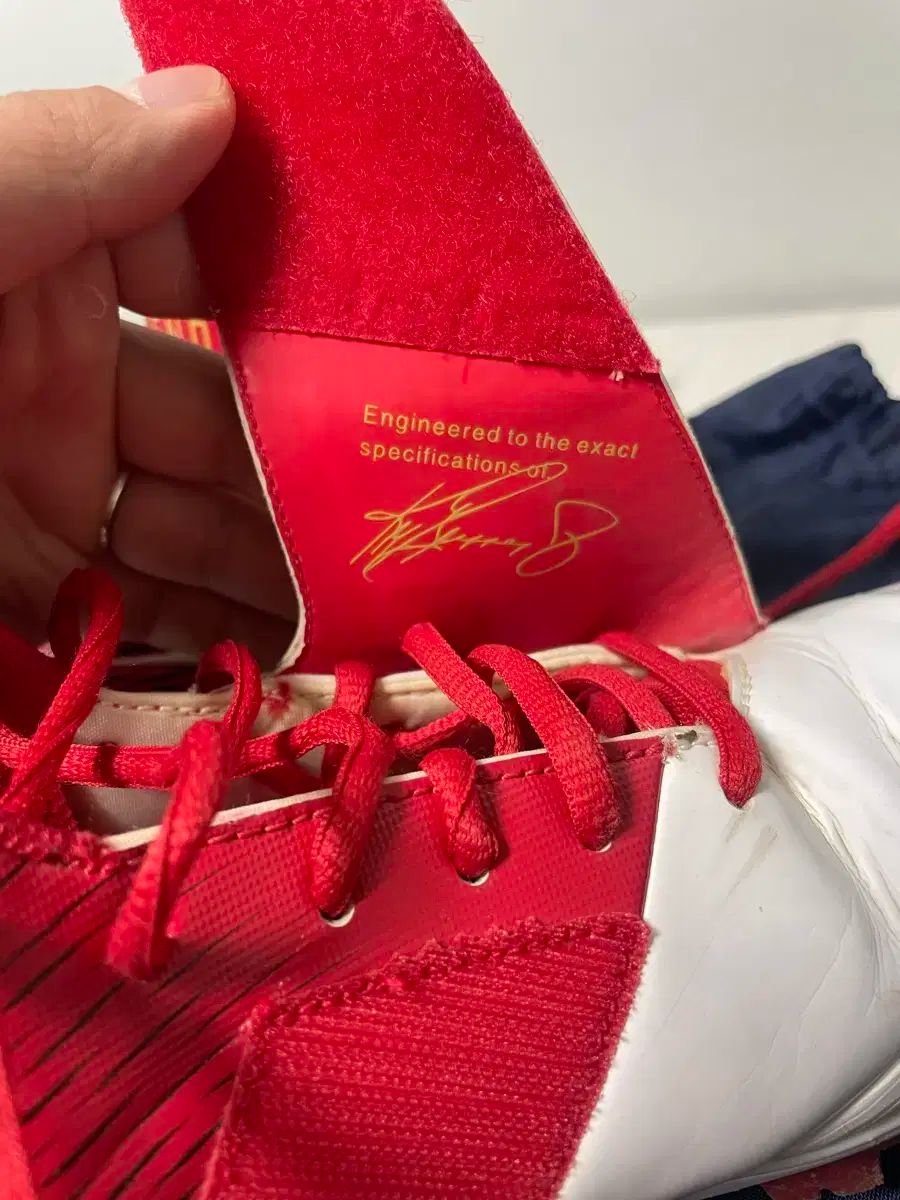 Engineered to the exact
specifications of